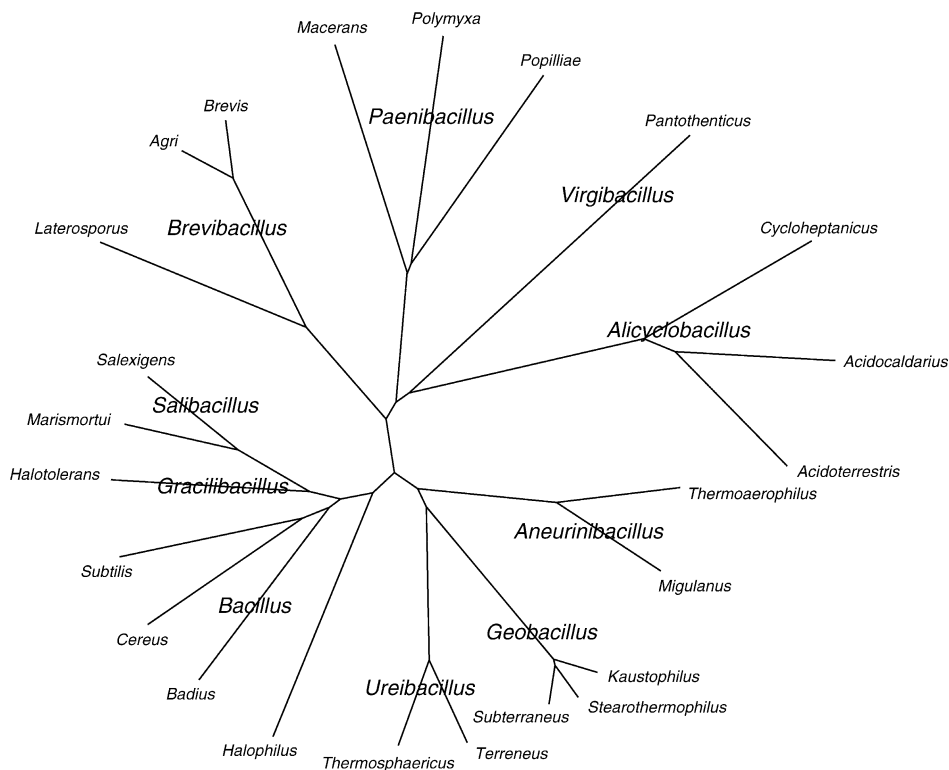 Polymyxa
Macerans
Popilliae
Brevis
Paenibacillus
Pantothenticus
Agri
Virgibacillus
Laterosporus
Brevibacillus
Cycloheptanicus
Alicyclobacillus
Salexigens
Acidocaldarius
Salibacillus
Marismortui
Halotolerans
Acidoterrestris
Gracilibacillus
Thermoaerophilus
Aneurinibacillus
Subtilis
Migulanus
Bacillus
Geobacillus
Cereus
Kaustophilus
Ureibacillus
Badius
Stearothermophilus
Subterraneus
Halophilus
Terreneus
Thermosphaericus